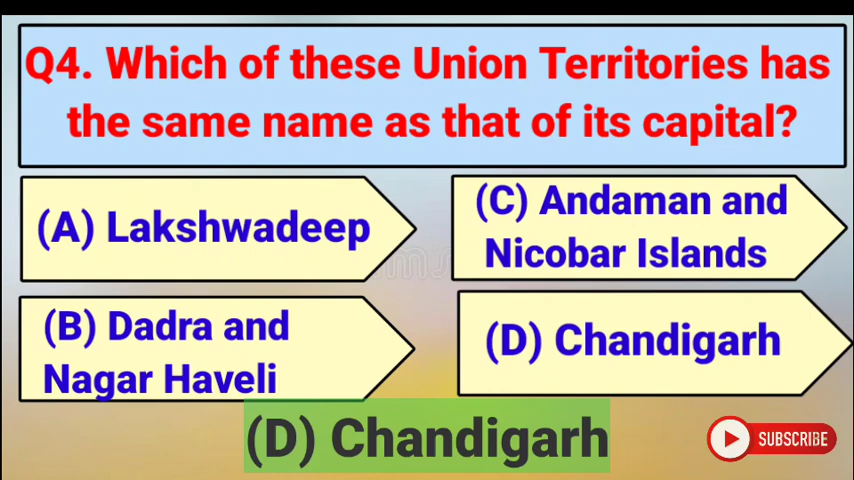 Q4. Which of these Union Territories has
the same name as that of its capital?
(A) Lakshwadeep
(C) Andaman and
Nicobar Islands
(B) Dadra and
Nagar Haveli
(D) Chandigarh
(D) Chandigarh
SUBSCRIBE